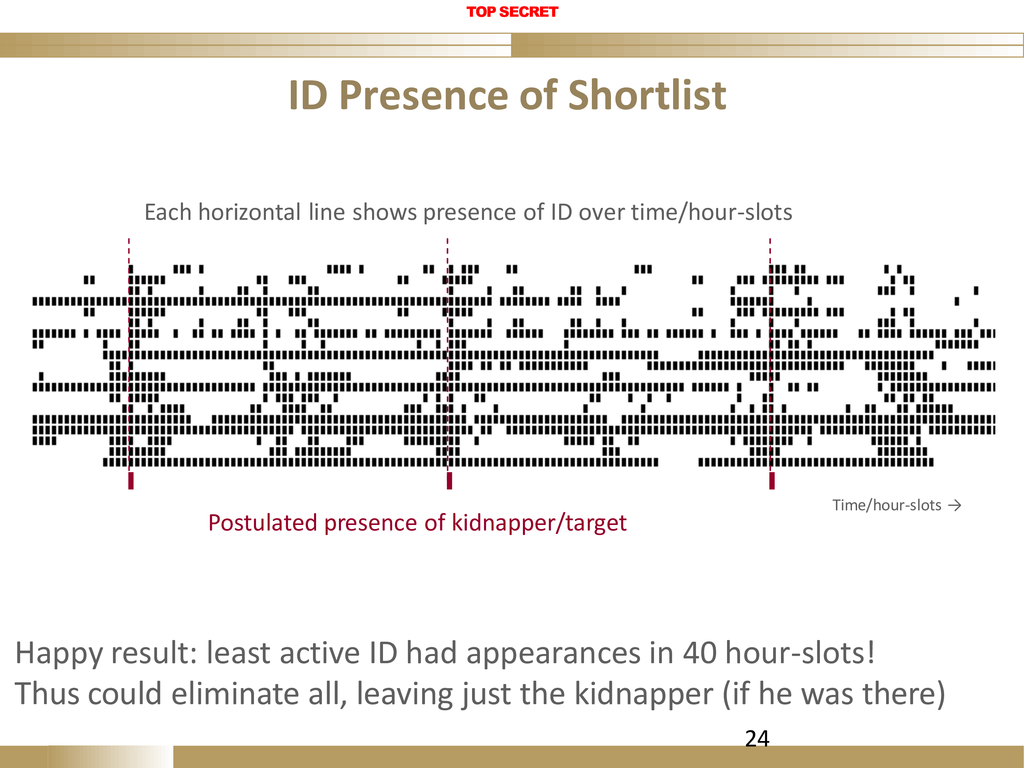 TOP SECRET
ID Presence of Shortlist
Each horizontal line shows presence of ID over time/hour-slots
Time/hour-slots →
Postulated presence of kidnapper/target
Happy result: least active ID had appearances in 40 hour-slots!
Thus could eliminate all, leaving just the kidnapper (if he was there)
24